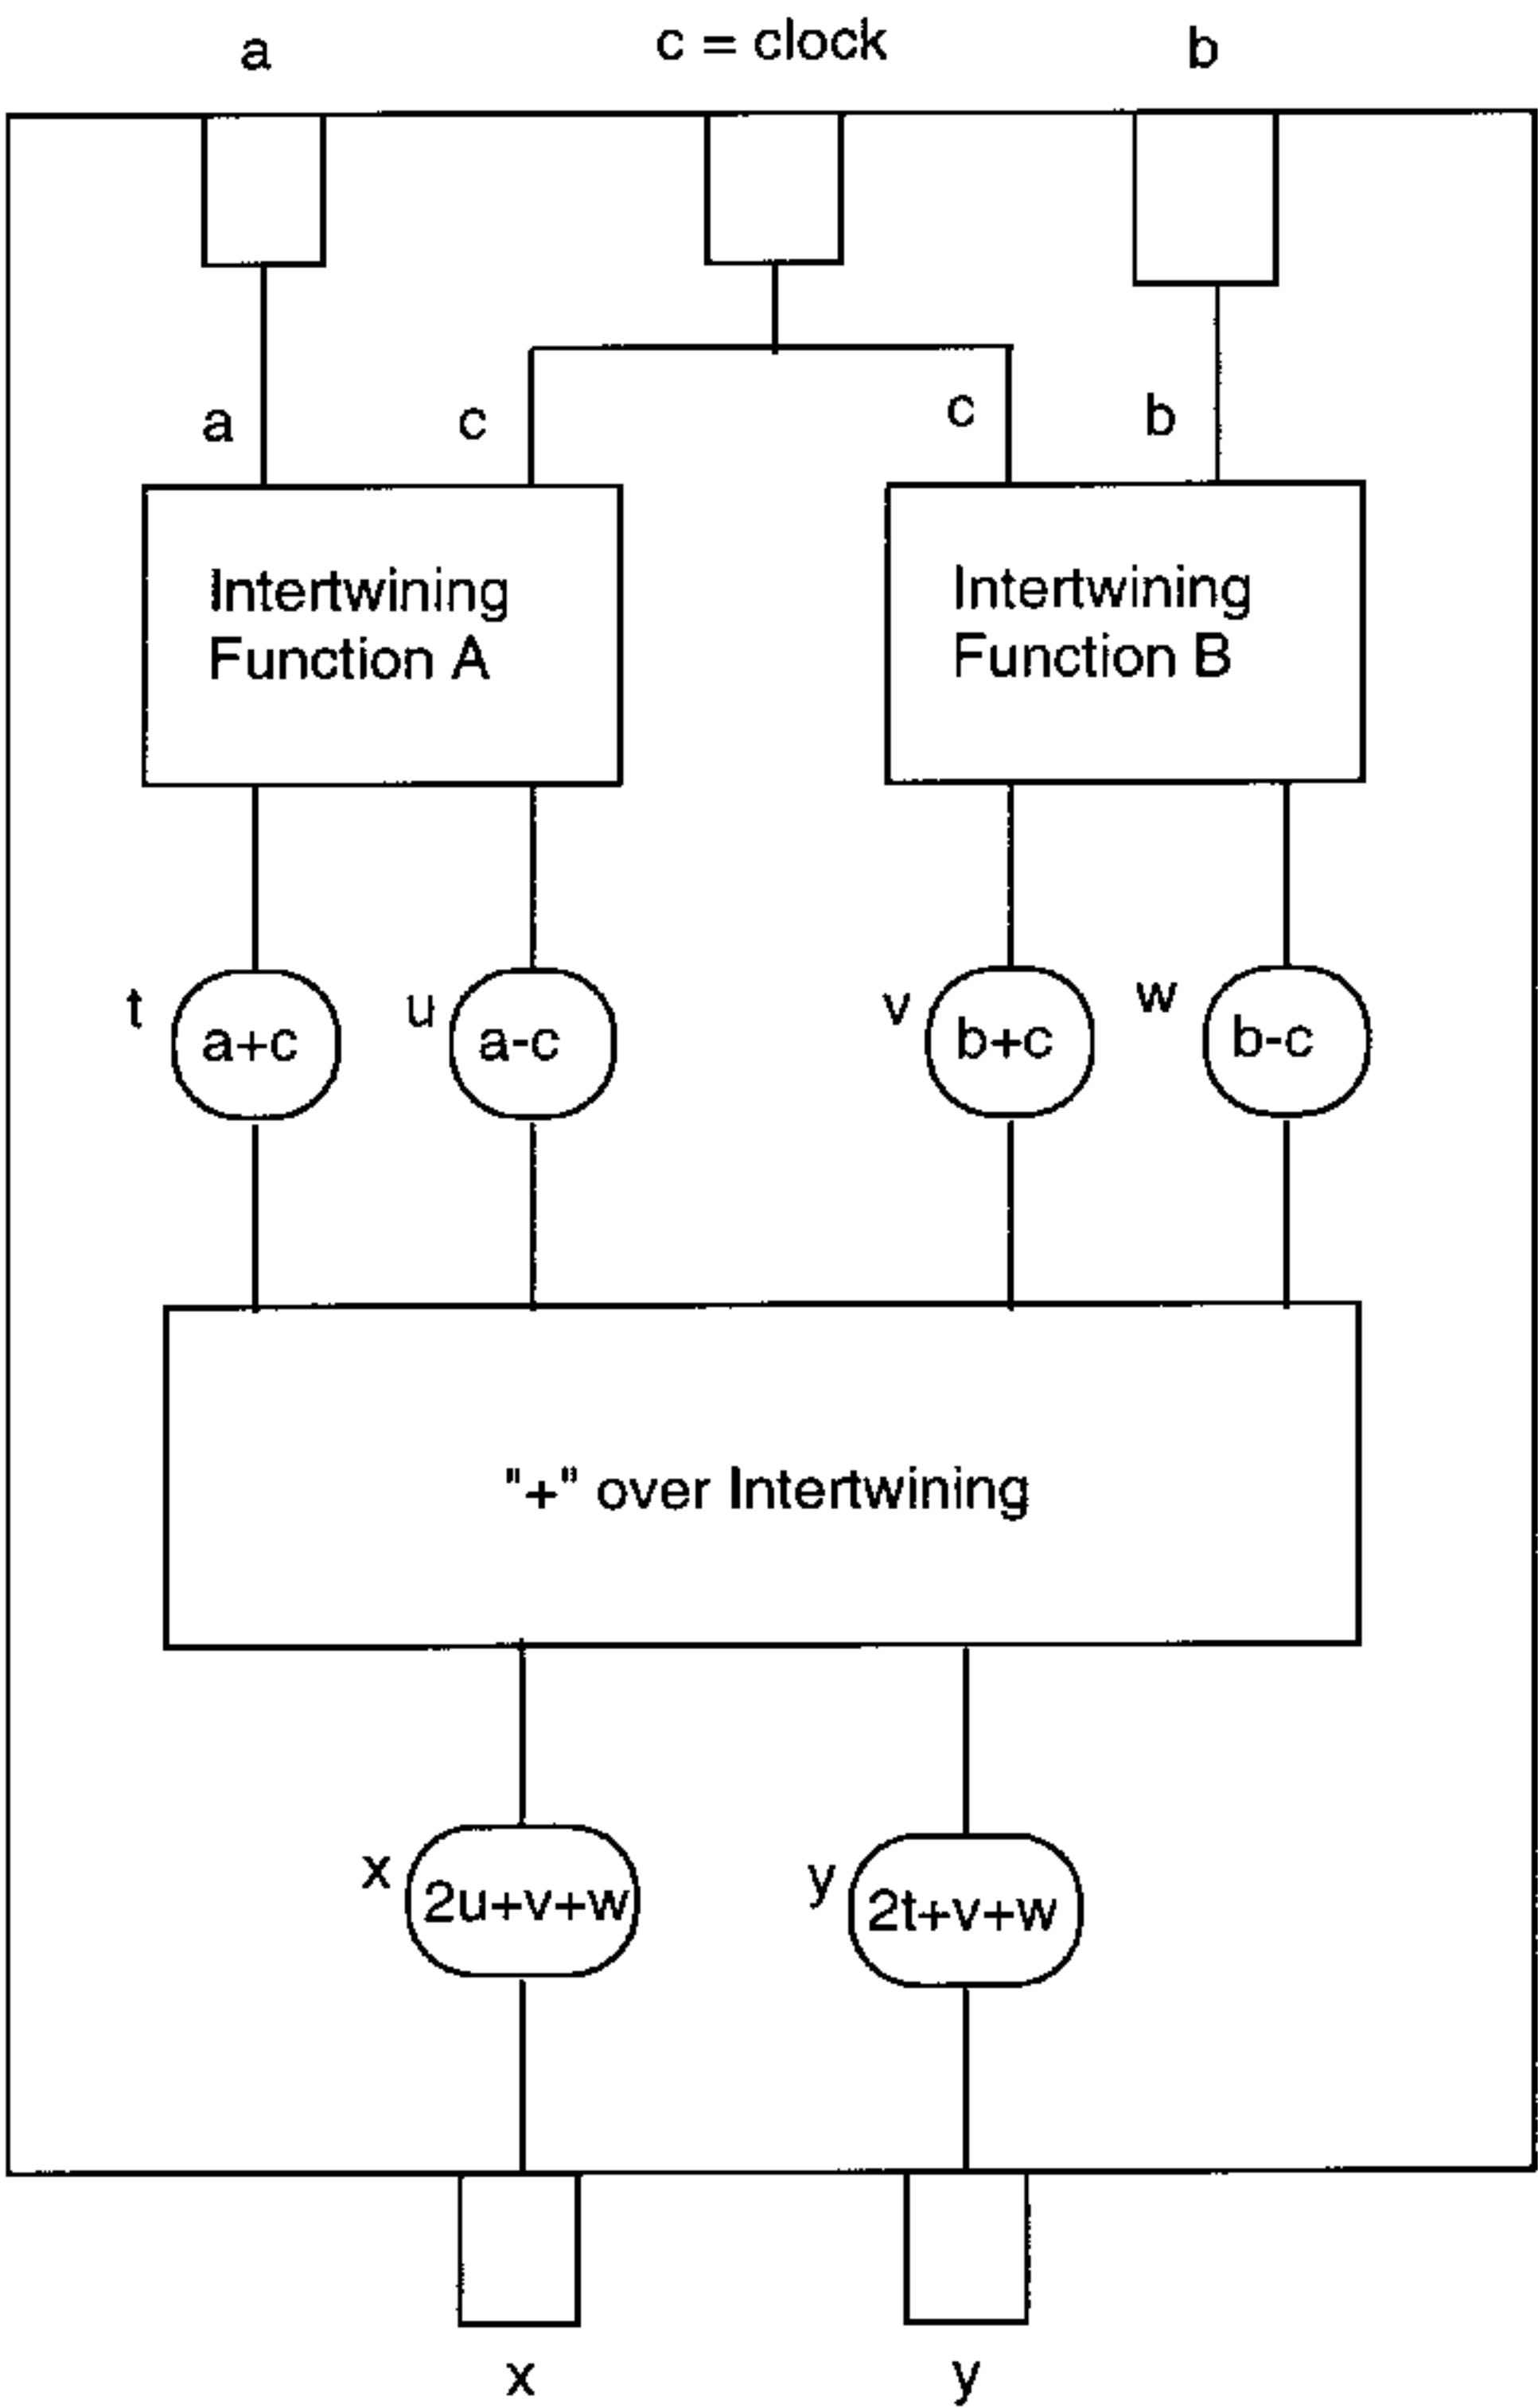 a
c = clock
b
a
c
c
b
Intertwining
Function A
Intertwining
Function B
t
a+c
u
a-c
v
b+c
w
b-c
"+" over Intertwining
x
2u+v+w
y
2t+v+w
x
y